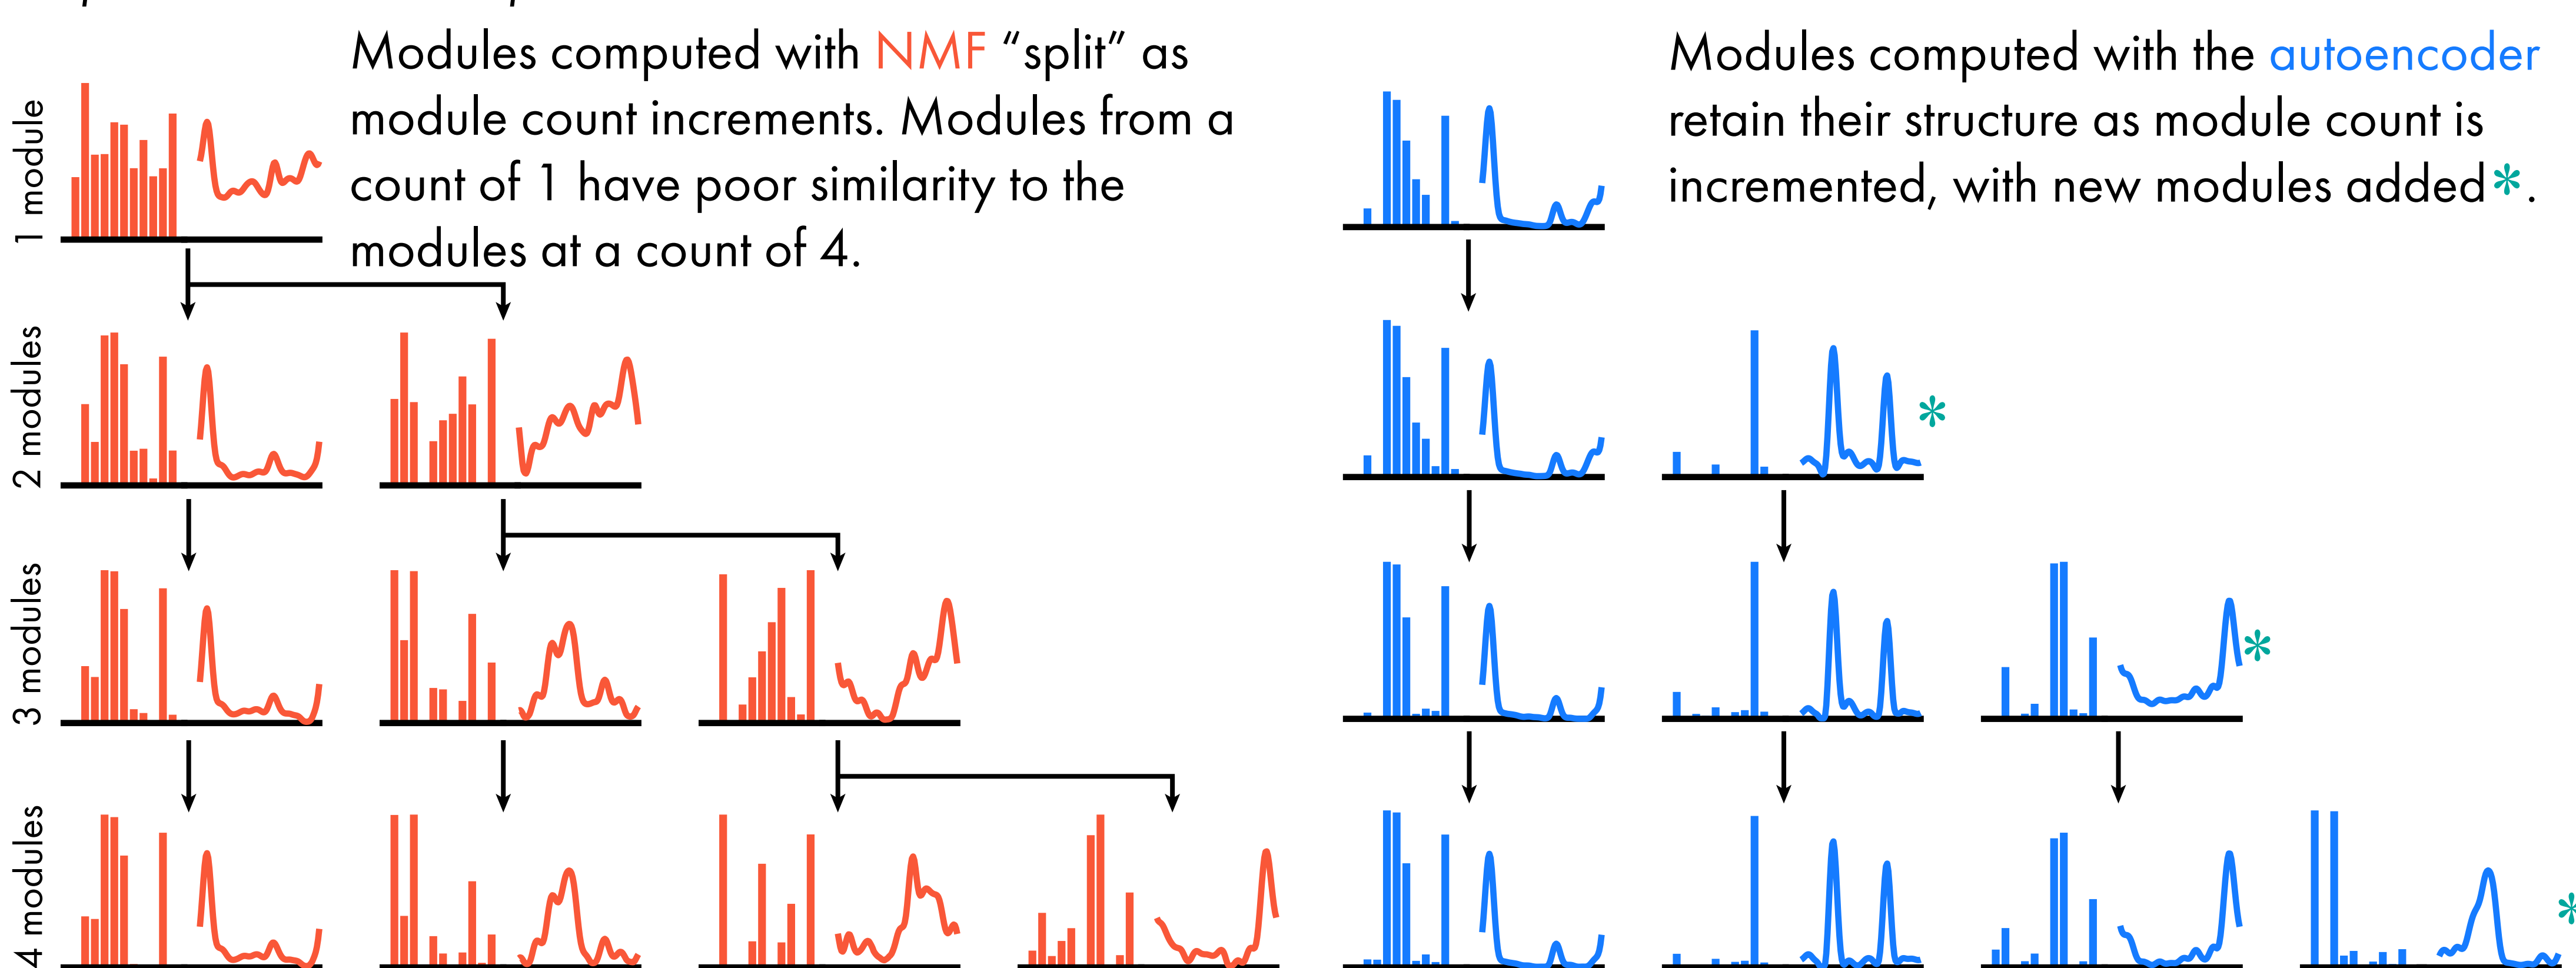 Modules computed with NMF “split” as
module count increments. Modules from a
count of 1 have poor similarity to the
modules at a count of 4.
Modules computed with the autoencoder
retain their structure as module count is
incremented, with new modules added*.
1 module
2 modules
*
3 modules
*
4 modules
*